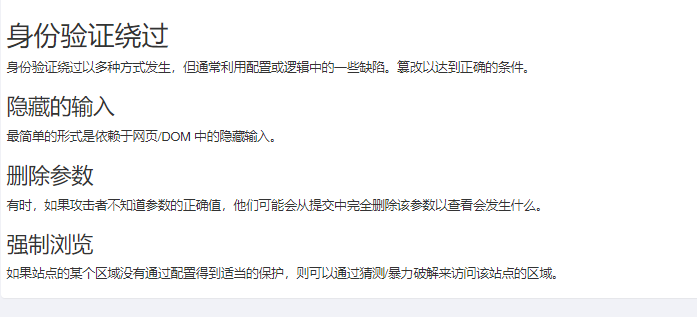 身份验证绕过
身份验证绕过以多种方式发生，但通常利用配置或逻辑中的一些缺陷。篡改以达到正确的条件。
隐藏的输入
最简单的形式是依赖于网页/DOM 中的隐藏输入。
删除参数
有时，如果攻击者不知道参数的正确值，他们可能会从提交中完全删除该参数以查看会发生什么。
强制浏览
如果站点的某个区域没有通过配置得到适当的保护，则可以通过猜测/暴力破解来访问该站点的区域。